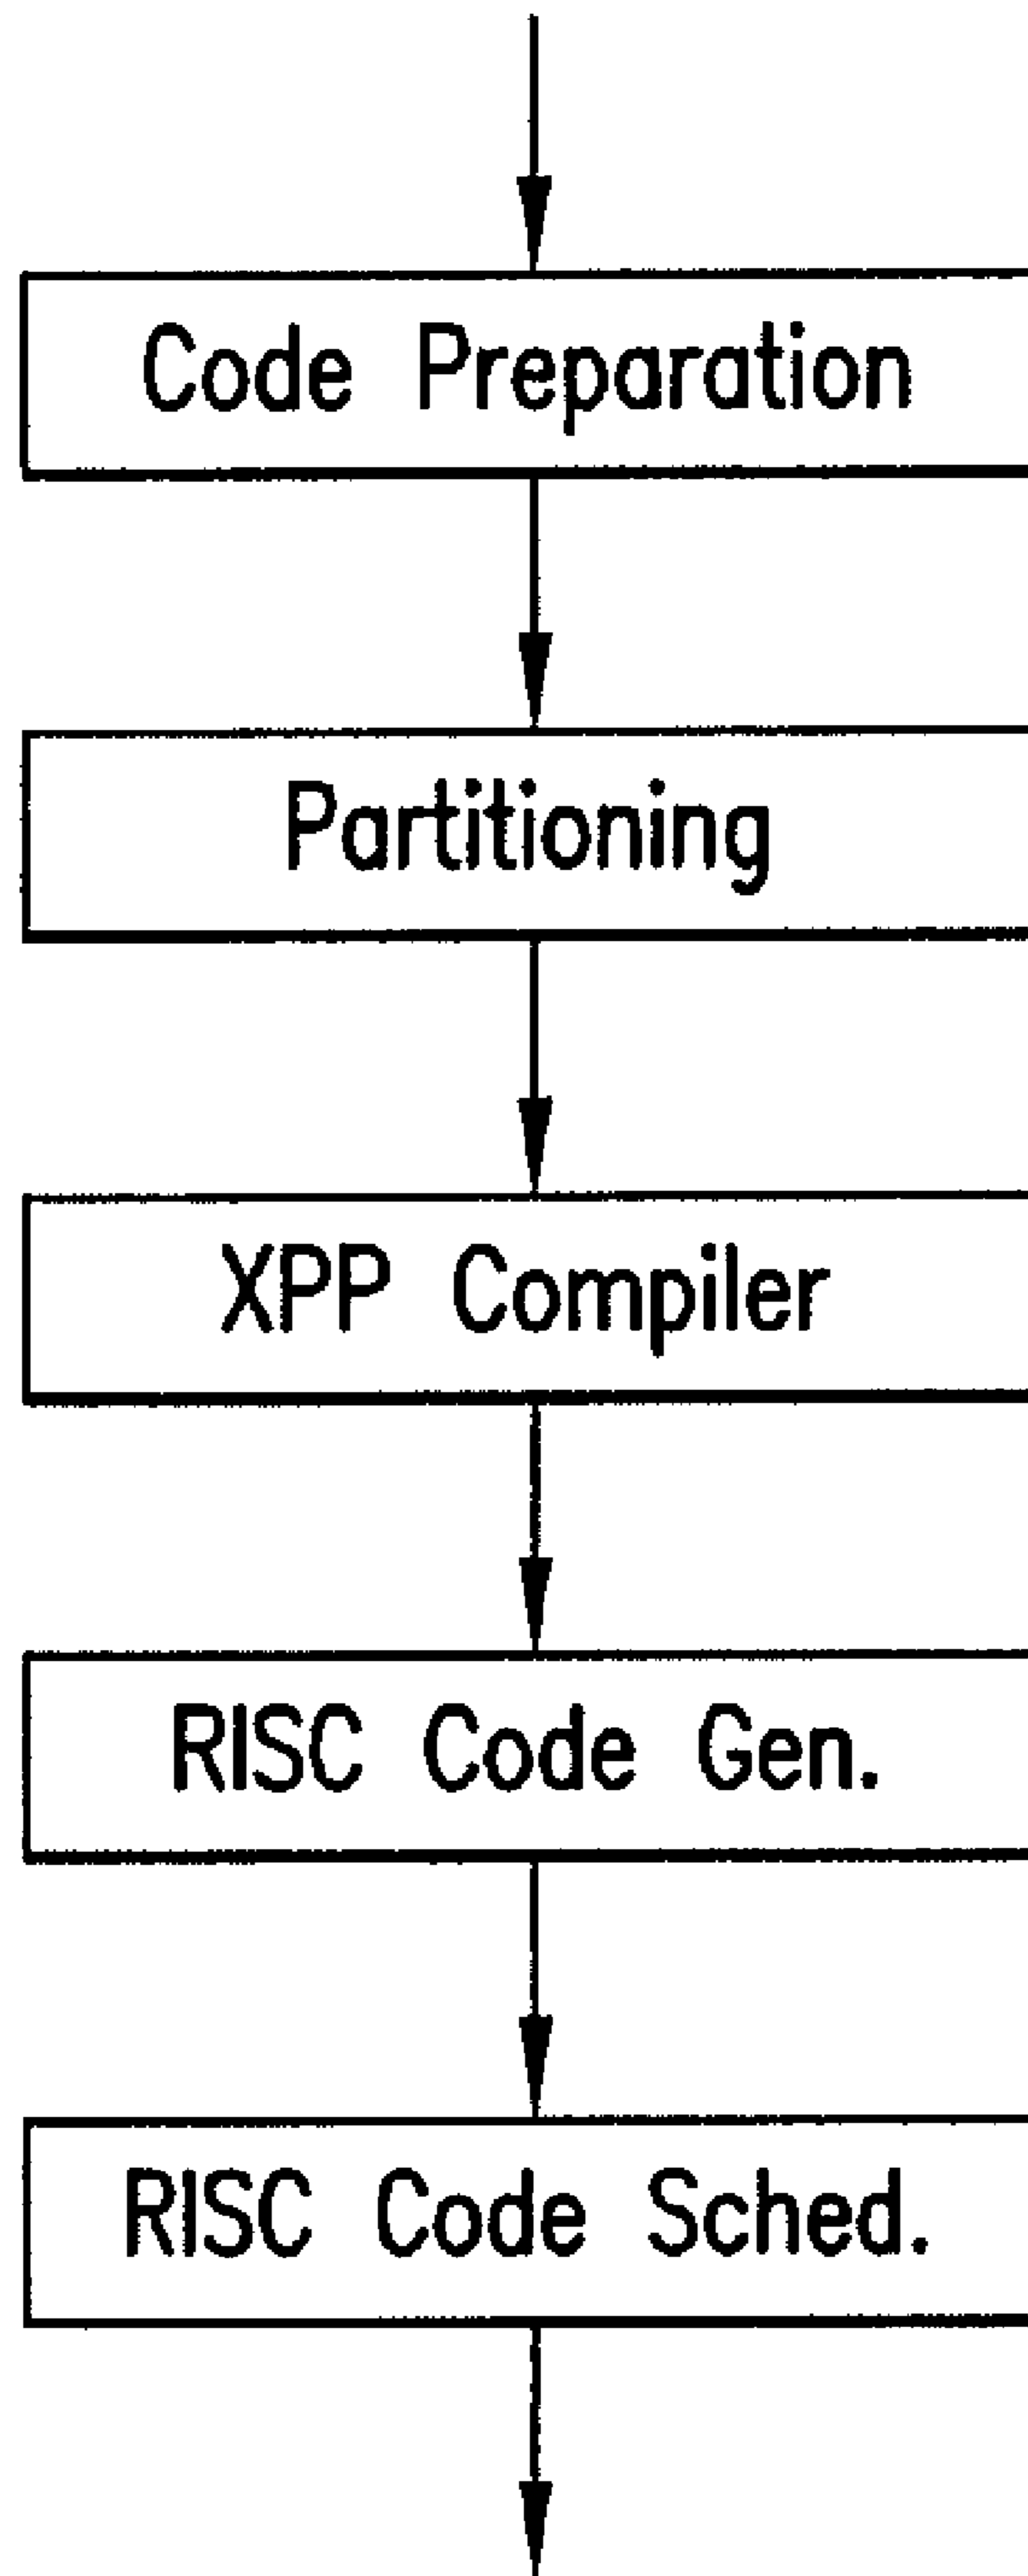 Code Preparation
Partitioning
XPP Compiler
RISC Code Gen.
RISC Code Sched.